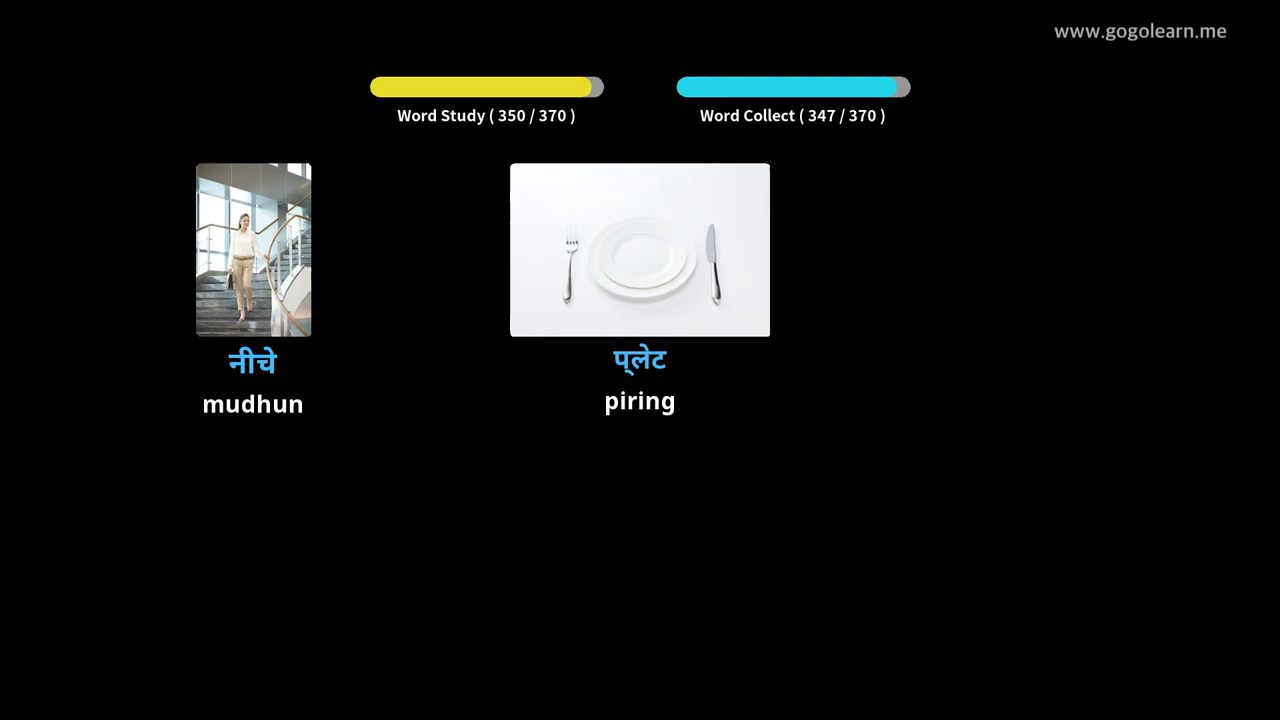 www.gogolearn.me
Word Study ( 350 / 370 )
Word Collect ( 347 / 370 )
नीचे
mudhun
प्लेट
piring